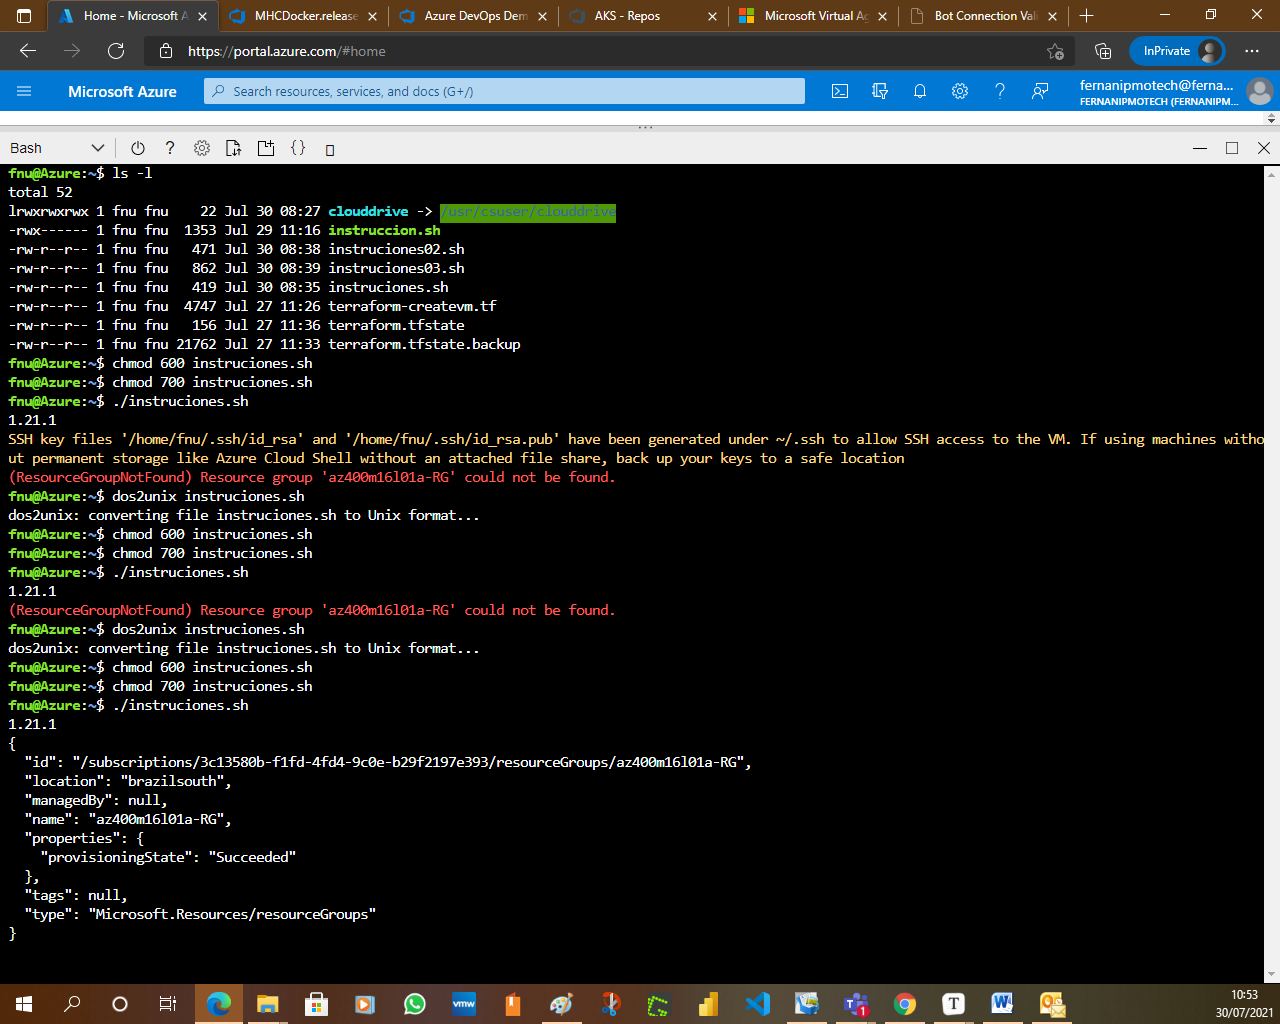 Home - Microsoft A
MHCDocker.release
Azure DevOps Dem
AKS - Repos
Microsoft Virtual Ag
Bot Connection Vali
https://portal.azure.com/#home
InPrivate
Microsoft Azure
Search resources, services, and docs (G+/)
fernanipmotech@ferna...
FERNANIPMOTECH (FERNANIPM...
Bash
fnu@Azure:~$ ls -l
total 52
lrwxrwxrwx 1 fnu fnu    22 Jul 30 08:27 clouddrive -> /usr/csuser/clouddrive
-rwx------ 1 fnu fnu  1353 Jul 29 11:16 instruccion.sh
-rw-r--r-- 1 fnu fnu   471 Jul 30 08:38 instruciones02.sh
-rw-r--r-- 1 fnu fnu   862 Jul 30 08:39 instruciones03.sh
-rw-r--r-- 1 fnu fnu   419 Jul 30 08:35 instruciones.sh
-rw-r--r-- 1 fnu fnu  4747 Jul 27 11:26 terraform-createvm.tf
-rw-r--r-- 1 fnu fnu   156 Jul 27 11:36 terraform.tfstate
-rw-r--r-- 1 fnu fnu 21762 Jul 27 11:33 terraform.tfstate.backup
fnu@Azure:~$ chmod 600 instruciones.sh
fnu@Azure:~$ chmod 700 instruciones.sh
fnu@Azure:~$ ./instruciones.sh
1.21.1
SSH key files '/home/fnu/.ssh/id_rsa' and '/home/fnu/.ssh/id_rsa.pub' have been generated under ~/.ssh to allow SSH access to the VM. If using machines witho
ut permanent storage like Azure Cloud Shell without an attached file share, back up your keys to a safe location
(ResourceGroupNotFound) Resource group 'az400m16l01a-RG' could not be found.
fnu@Azure:~$ dos2unix instruciones.sh
dos2unix: converting file instruciones.sh to Unix format...
fnu@Azure:~$ chmod 600 instruciones.sh
fnu@Azure:~$ chmod 700 instruciones.sh
fnu@Azure:~$ ./instruciones.sh
1.21.1
(ResourceGroupNotFound) Resource group 'az400m16l01a-RG' could not be found.
fnu@Azure:~$ dos2unix instruciones.sh
dos2unix: converting file instruciones.sh to Unix format...
fnu@Azure:~$ chmod 600 instruciones.sh
fnu@Azure:~$ chmod 700 instruciones.sh
fnu@Azure:~$ ./instruciones.sh
1.21.1
{
  "id": "/subscriptions/3c13580b-f1fd-4fd4-9c0e-b29f2197e393/resourceGroups/az400m16l01a-RG",
  "location": "brazilsouth",
  "managedBy": null,
  "name": "az400m16l01a-RG",
  "properties": {
    "provisioningState": "Succeeded"
  },
  "tags": null,
  "type": "Microsoft.Resources/resourceGroups"
}
vmw
10:53
30/07/2021